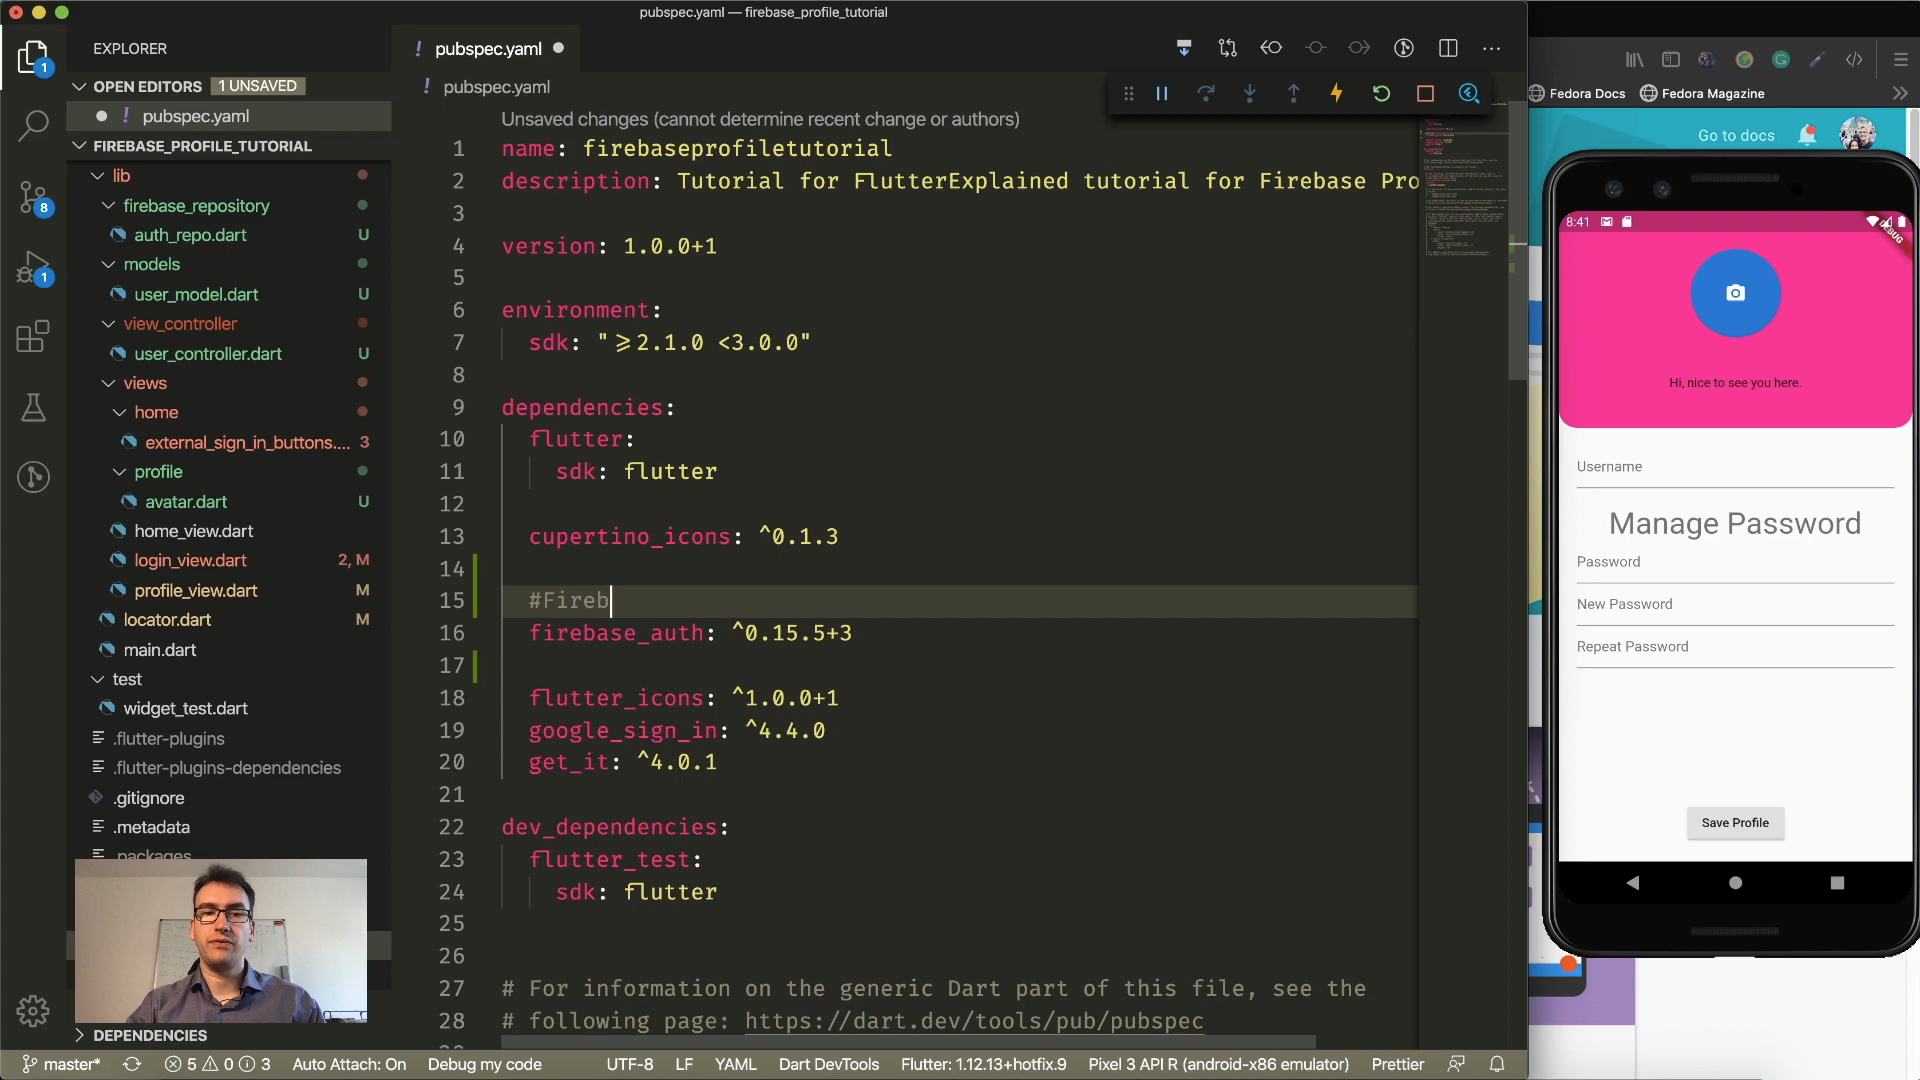 pubspec.yaml — firebase_profile_tutorial
EXPLORER
! pubspec.yaml
OPEN EDITORS 1 UNSAVED
! pubspec.yaml
! pubspec.yaml
Fedora Docs
Fedora Magazine
FIREBASE_PROFILE_TUTORIAL
Go to docs
Unsaved changes (cannot determine recent change or authors)
1 name: firebaseprofiletutorial
2 description: Tutorial for FlutterExplained tutorial for Firebase Pro
3
4 version: 1.0.0+1
5
6 environment:
7 sdk: ">=2.1.0 <3.0.0"
8
9 dependencies:
10 flutter:
11 sdk: flutter
12
13 cupertino_icons: ^0.1.3
14
15 #Fireb
16 firebase_auth: ^0.15.5+3
17
18 flutter_icons: ^1.0.0+1
19 google_sign_in: ^4.4.0
20 get_it: ^4.0.1
21
22 dev_dependencies:
23 flutter_test:
24 sdk: flutter
25
26
27 # For information on the generic Dart part of this file, see the
28 # following page: https://dart.dev/tools/pub/pubspec
lib
firebase_repository
auth_repo.dart U
models
user_model.dart U
view_controller
user_controller.dart U
views
home
external_sign_in_buttons.... 3
profile
avatar.dart U
home_view.dart
login_view.dart 2, M
profile_view.dart M
locator.dart M
main.dart
test
widget_test.dart
.flutter-plugins
.flutter-plugins-dependencies
.gitignore
.metadata
.packages
DEPENDENCIES
1
8
1
8:41
DEBUG
Hi, nice to see you here.
Username
Manage Password
Password
New Password
Repeat Password
Save Profile
master* 5 0 3 Auto Attach: On Debug my code UTF-8 LF YAML Dart DevTools Flutter: 1.12.13+hotfix.9 Pixel 3 API R (android-x86 emulator) Prettier